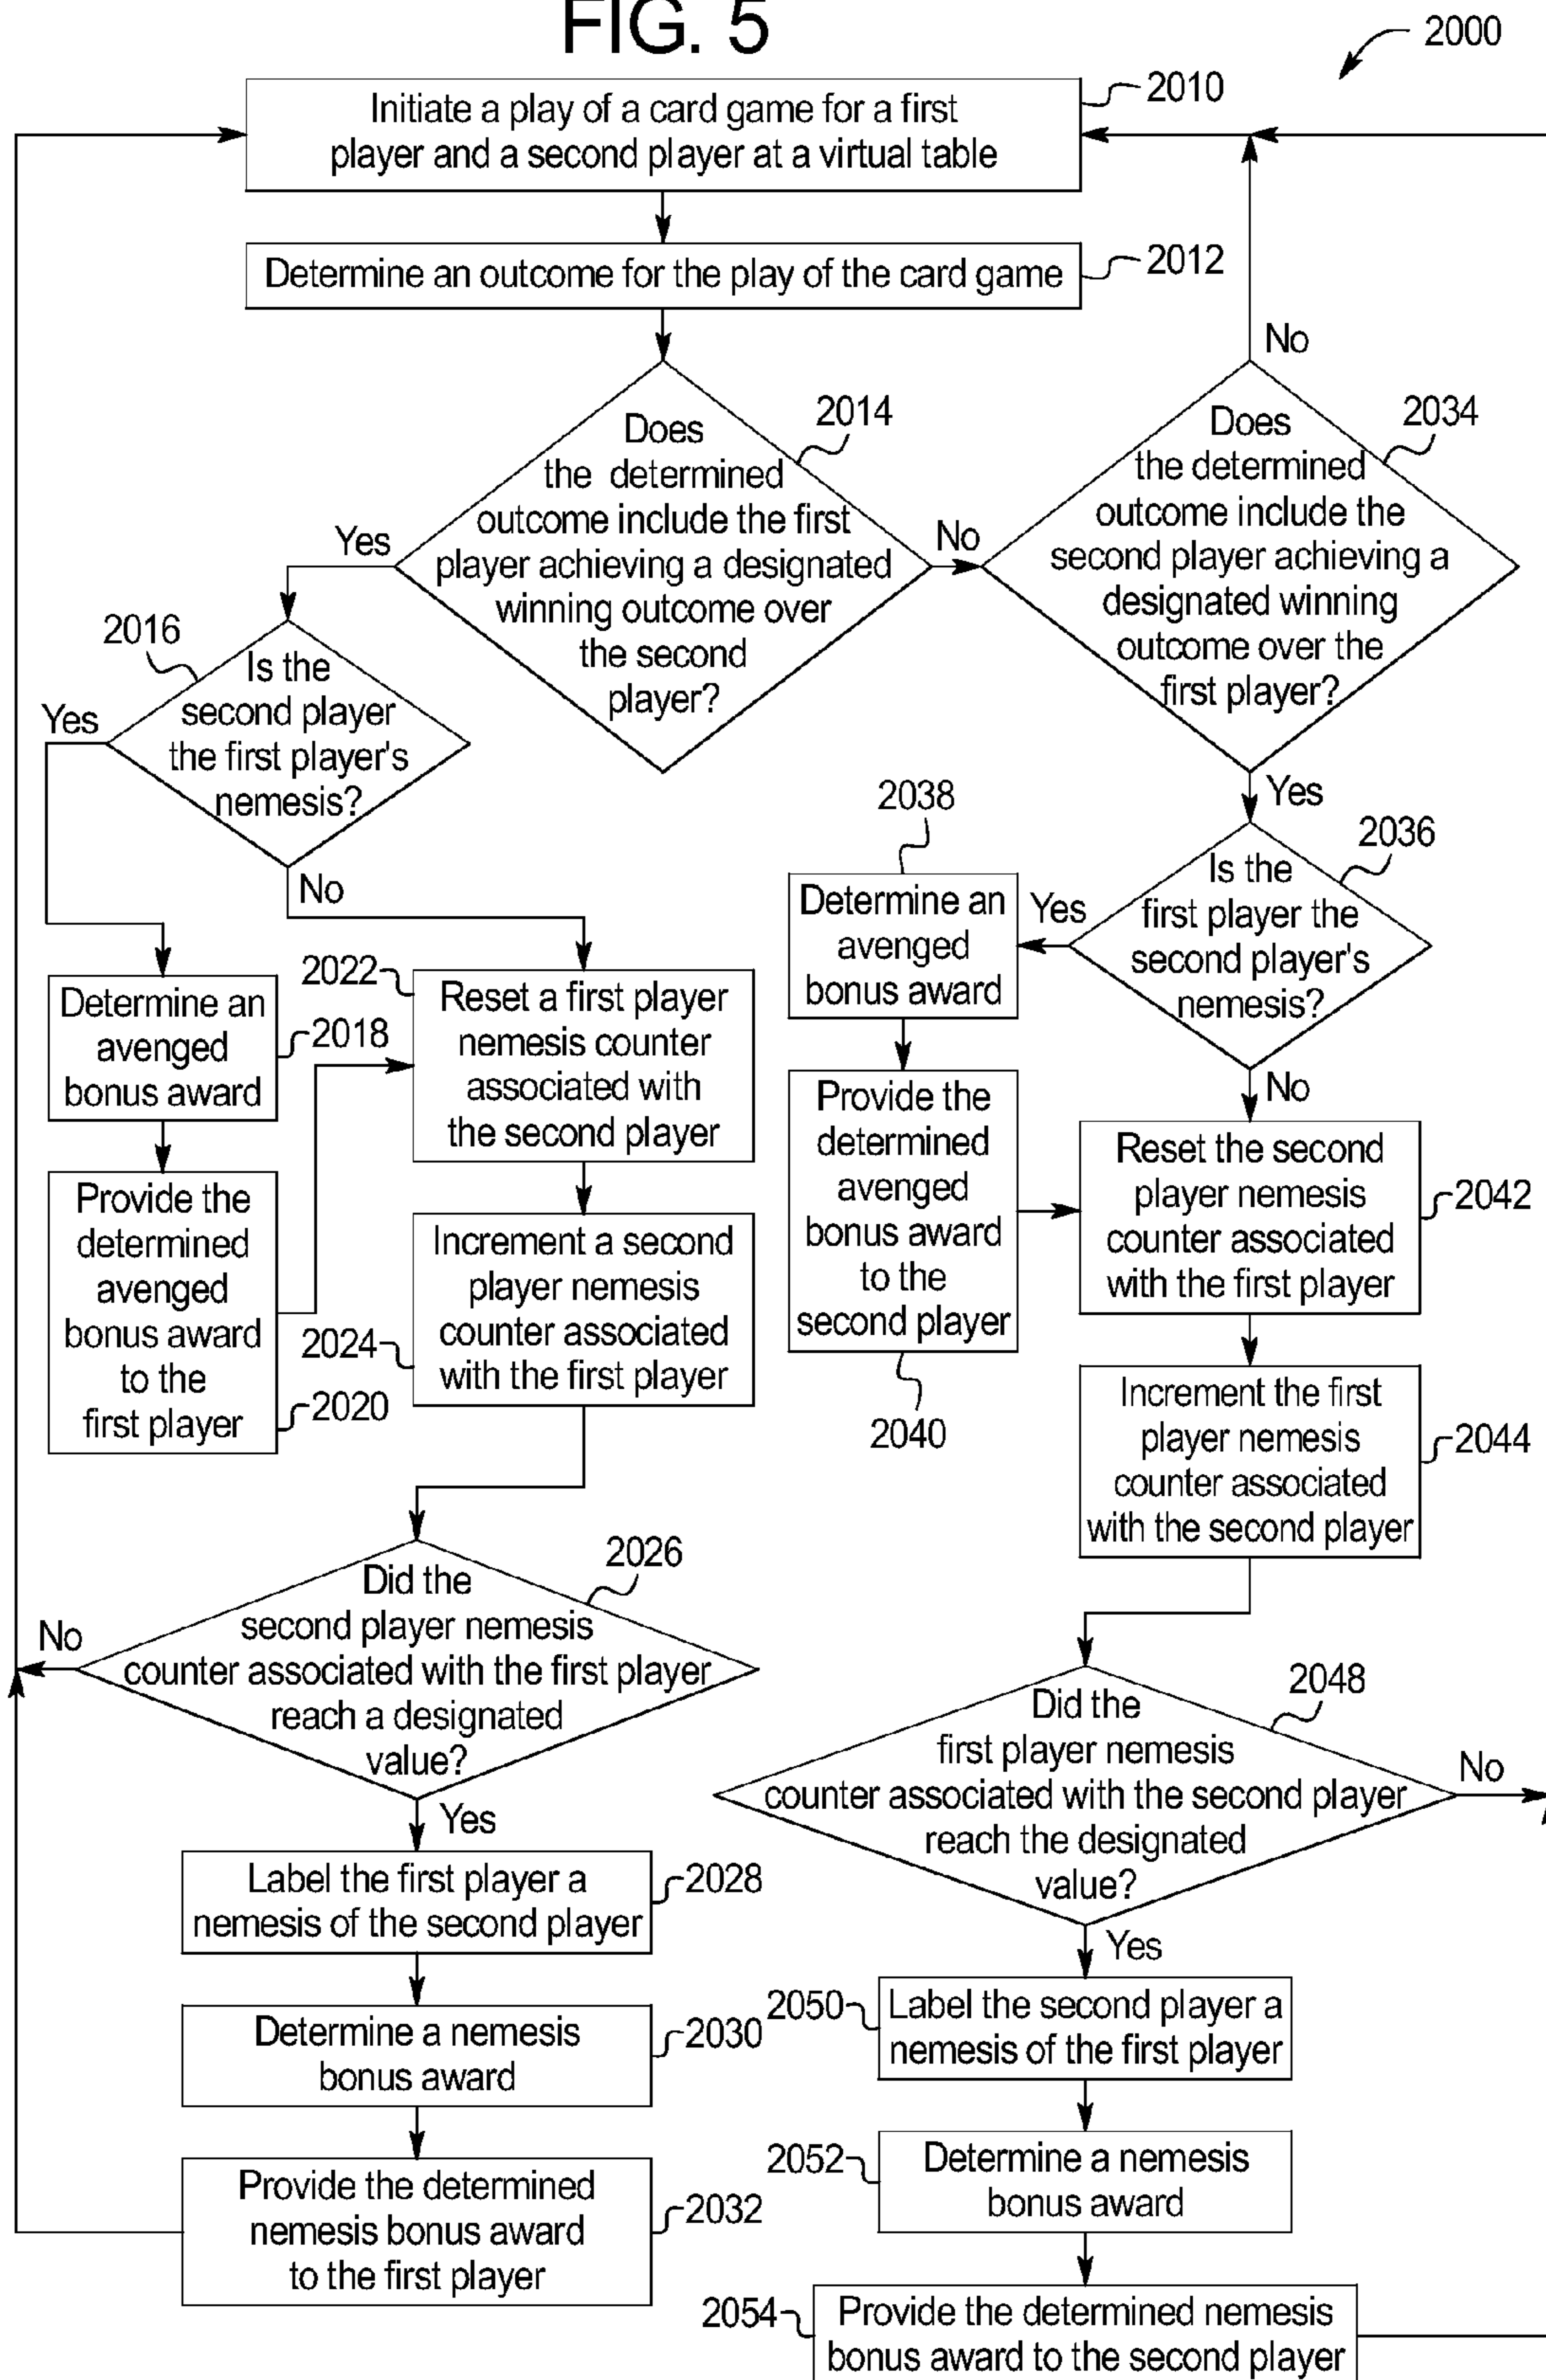 FIG. 5
2000
Initiate a play of a card game for a first
player and a second player at a virtual table
2010
Determine an outcome for the play of the card game
2012
Does
the determined
outcome include the first
player achieving a designated
winning outcome over
the second
player?
2014
Yes
No
Does
the determined
outcome include the
second player achieving a
designated winning
outcome over the
first player?
2034
No
Yes
2016
Is the
second player
the first player's
nemesis?
Yes
No
Determine an
avenged
bonus award
2018
Provide the
determined
avenged
bonus award
to the
first player
2020
2022
Reset a first player
nemesis counter
associated with
the second player
Increment a second
player nemesis
counter associated
with the first player
2024
Did the
second player nemesis
counter associated with the first player
reach a designated
value?
2026
No
Yes
Label the first player a
nemesis of the second player
2028
Determine a nemesis
bonus award
2030
Provide the determined
nemesis bonus award
to the first player
2032
Is the
first player the
second player's
nemesis?
2036
Yes
No
2038
Determine an
avenged
bonus award
Provide the
determined
avenged
bonus award
to the
second player
2040
Reset the second
player nemesis
counter associated
with the first player
2042
Increment the first
player nemesis
counter associated
with the second player
2044
Did the
first player nemesis
counter associated with the second player
reach the designated
value?
2048
No
Yes
2050
Label the second player a
nemesis of the first player
2052
Determine a nemesis
bonus award
2054
Provide the determined nemesis
bonus award to the second player